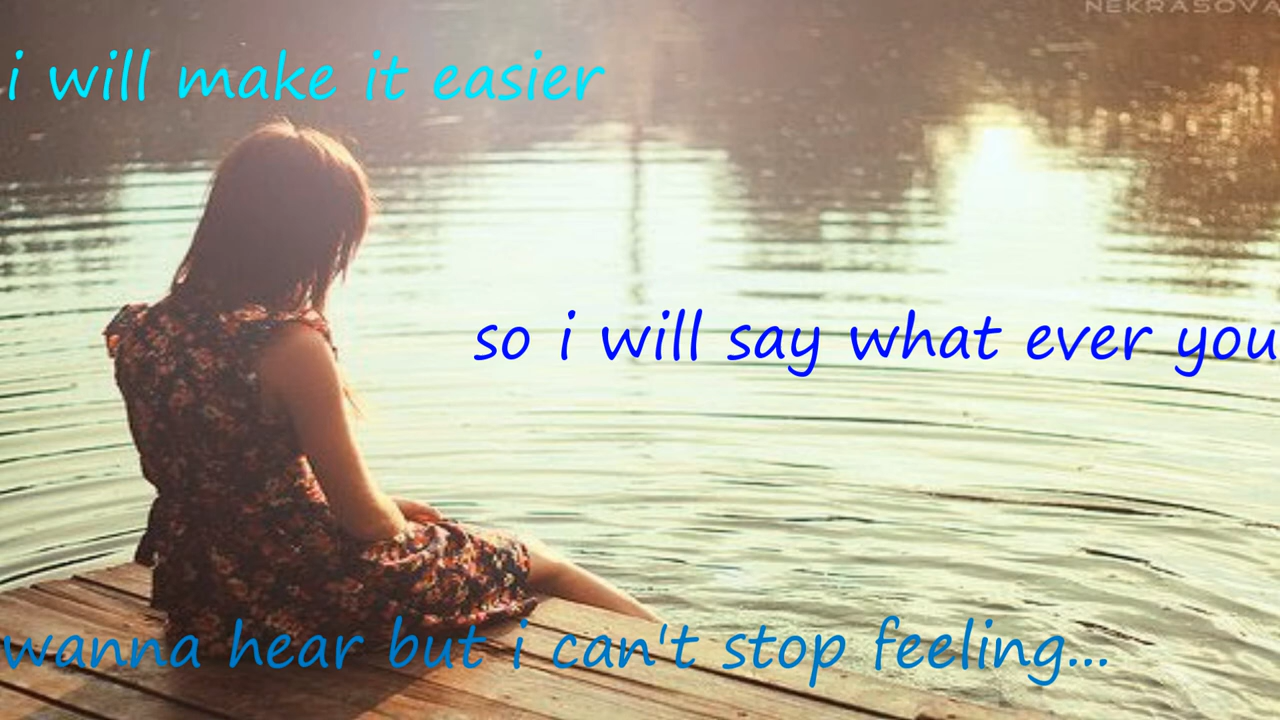 NEKRASOVA
i will make it easier
so i will say what ever you
wanna hear but i can't stop feeling...